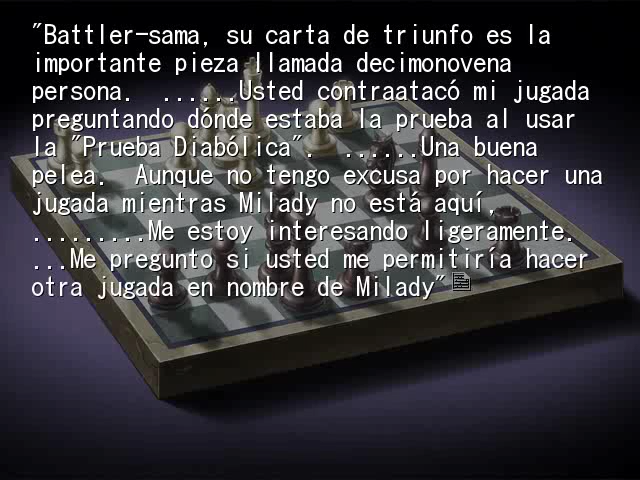 "Battler-sama, su carta de triunfo es la
importante pieza llamada decimonovena
persona. ......Usted contraatacó mi jugada
preguntando dónde estaba la prueba al usar
la "Prueba Diabólica". ......Una buena
pelea. Aunque no tengo excusa por hacer una
jugada mientras Milady no está aquí,
.........Me estoy interesando ligeramente.
...Me pregunto si usted me permitiría hacer
otra jugada en nombre de Milady"